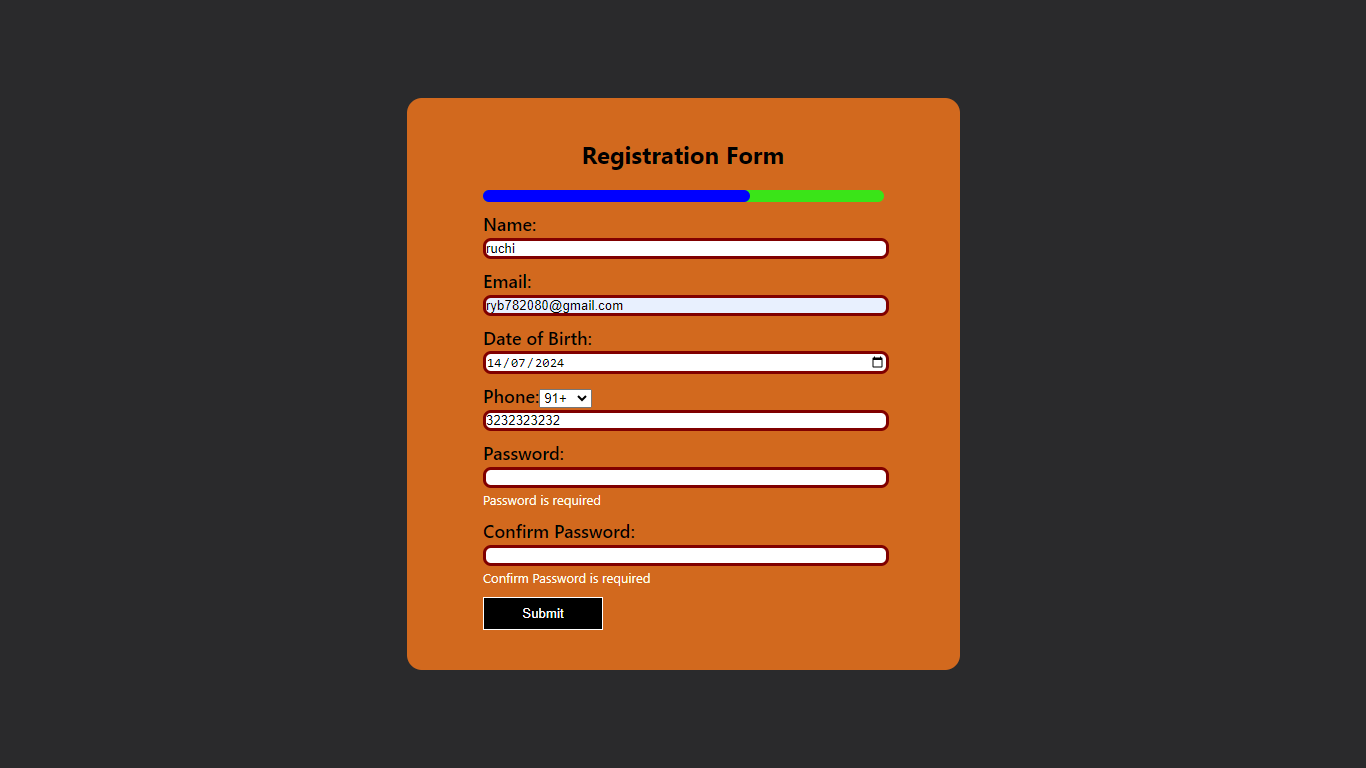 Registration Form
Name:
ruchi
Email:
ryb782080@gmail.com
Date of Birth:
14/07/2024
Phone: 91+
3232323232
Password:
Password is required
Confirm Password:
Confirm Password is required
Submit